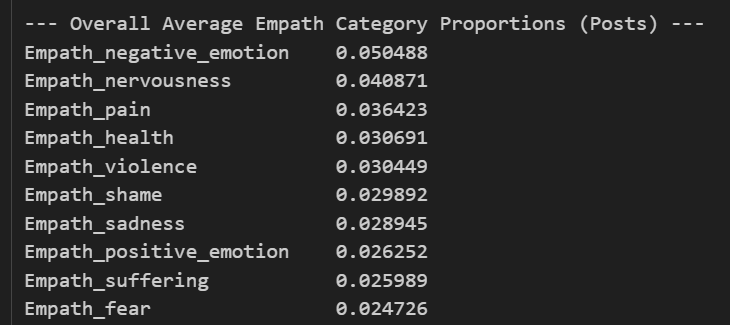 --- Overall Average Empath Category Proportions (Posts) ---
Empath_negative_emotion    0.050488
Empath_nervousness         0.040871
Empath_pain                0.036423
Empath_health              0.030691
Empath_violence            0.030449
Empath_shame               0.029892
Empath_sadness             0.028945
Empath_positive_emotion    0.026252
Empath_suffering           0.025989
Empath_fear                0.024726